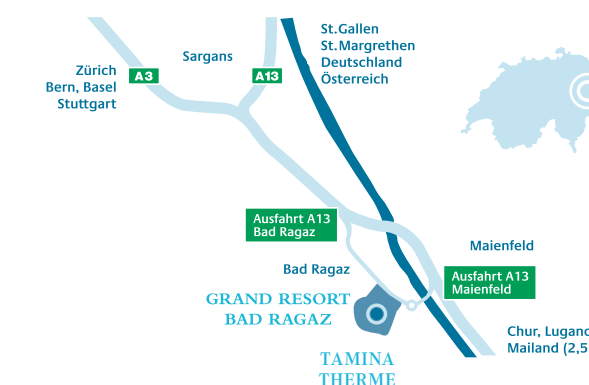 St.Gallen
St.Margrethen
Deutschland
Österreich
Sargans
Zürich
Bern, Basel
Stuttgart
A3
A13
Ausfahrt A13
Bad Ragaz
Maienfeld
Bad Ragaz
Ausfahrt A13
Maienfeld
GRAND RESORT
BAD RAGAZ
Chur, Lugano
Mailand (2,5
TAMINA
THERME